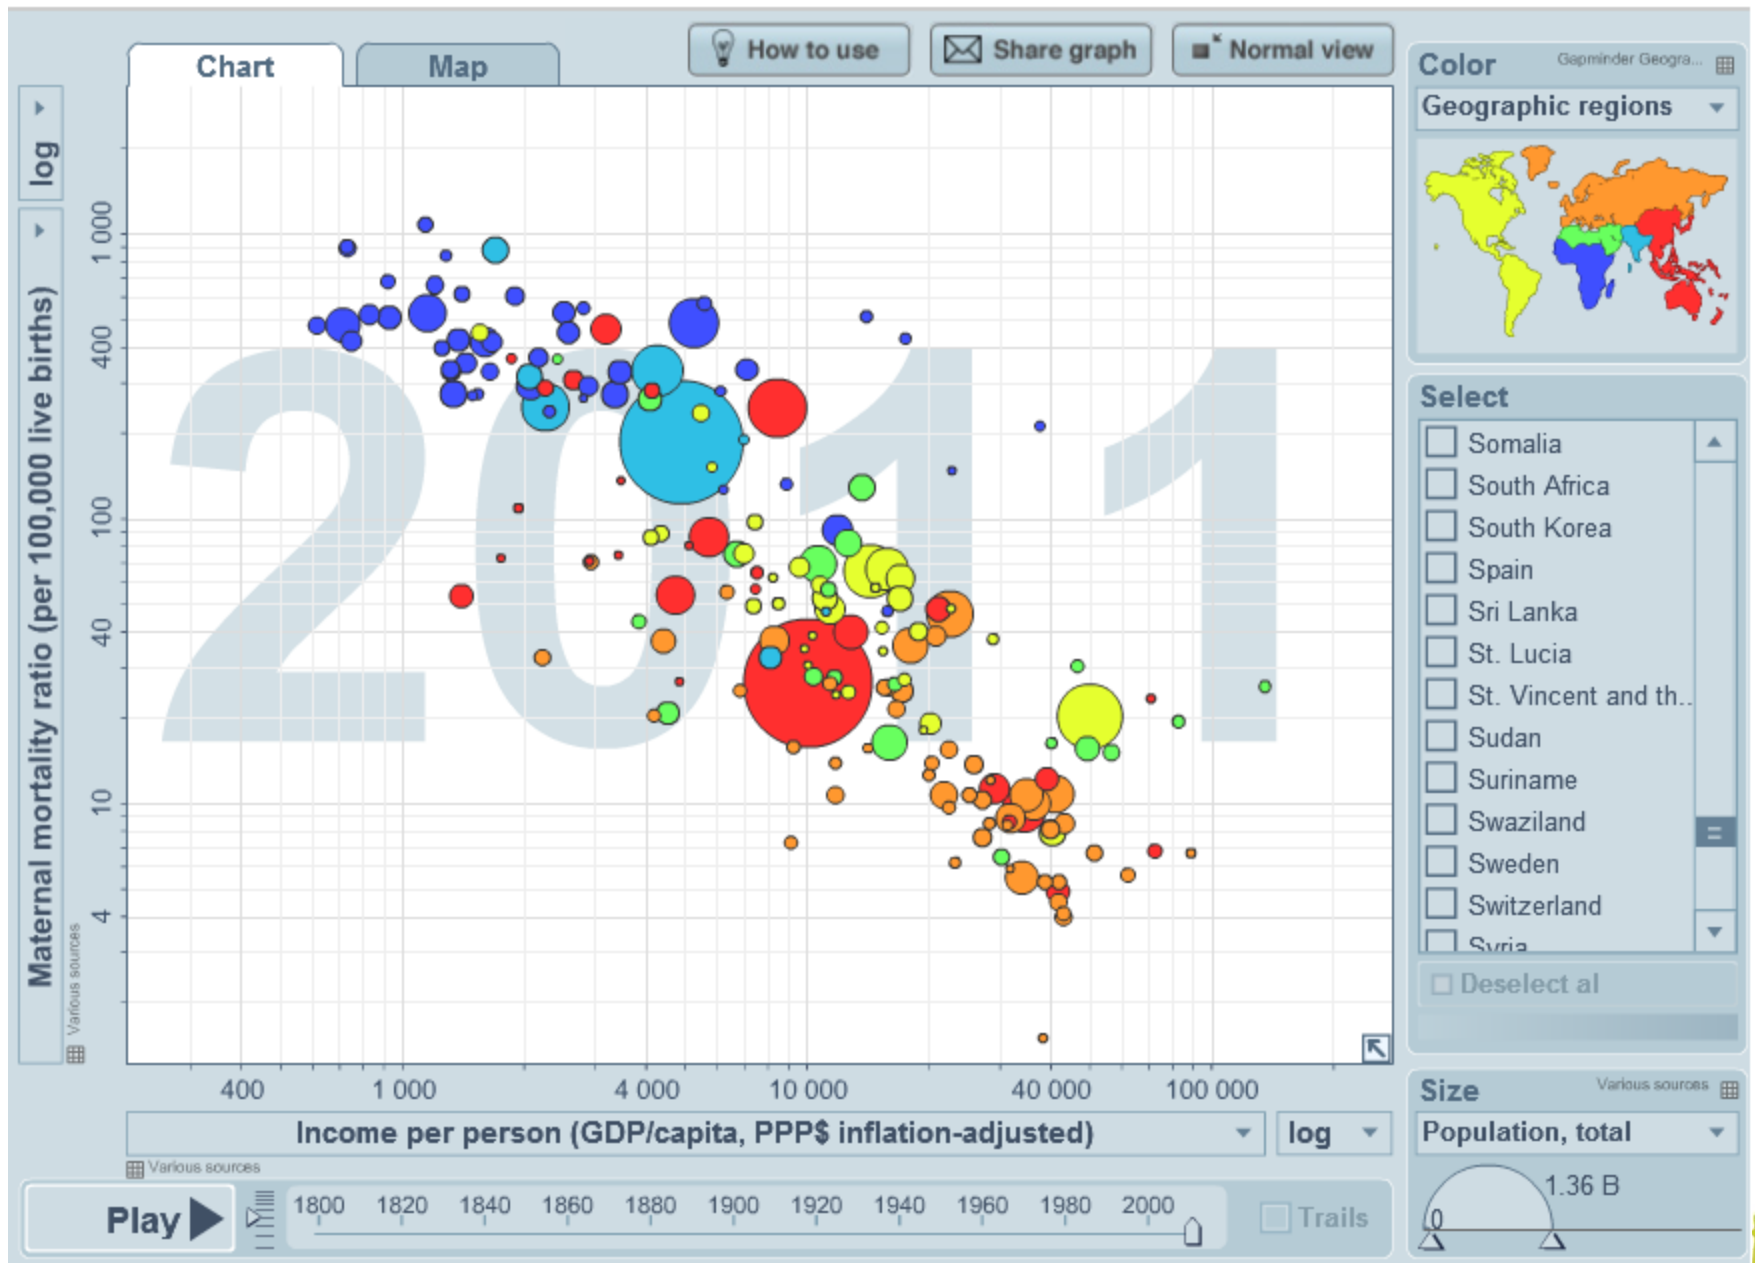 Chart
Map
How to use
Share graph
Normal view
Color
Gapminder Geogra...
Geographic regions
log
Maternal mortality ratio (per 100,000 live births)
Various sources
1 000
400
100
40
10
4
2011
400
1 000
4 000
10 000
40 000
100 000
Income per person (GDP/capita, PPP$ inflation-adjusted)
log
Various sources
Select
Somalia
South Africa
South Korea
Spain
Sri Lanka
St. Lucia
St. Vincent and th..
Sudan
Suriname
Swaziland
Sweden
Switzerland
Syria
Deselect al
Size
Various sources
Population, total
1.36 B
0
Play
1800
1820
1840
1860
1880
1900
1920
1940
1960
1980
2000
Trails